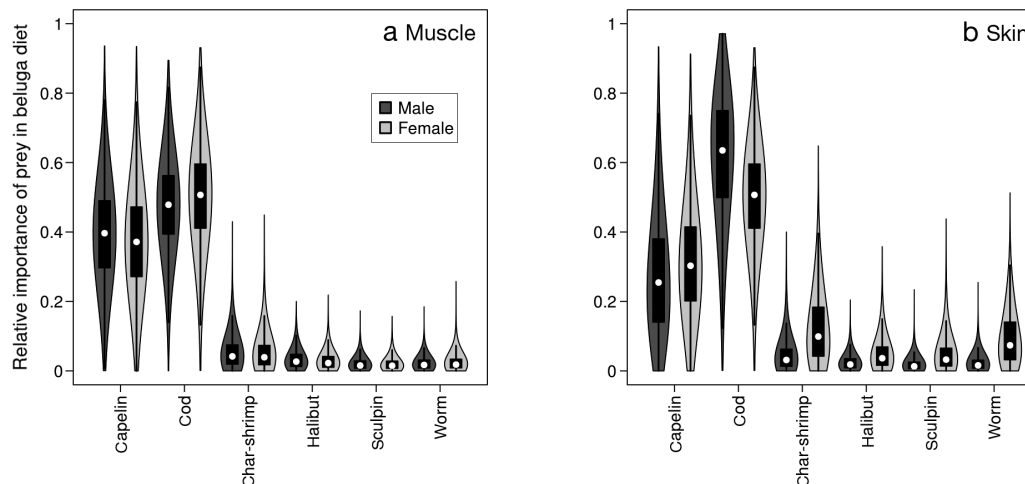 a Muscle
b Skin
Relative importance of prey in beluga diet
1
0.8
0.6
0.4
0.2
0
Male
Female
Capelin
Cod
Char-shrimp
Halibut
Sculpin
Worm
1
0.8
0.6
0.4
0.2
0
Capelin
Cod
Char-shrimp
Halibut
Sculpin
Worm